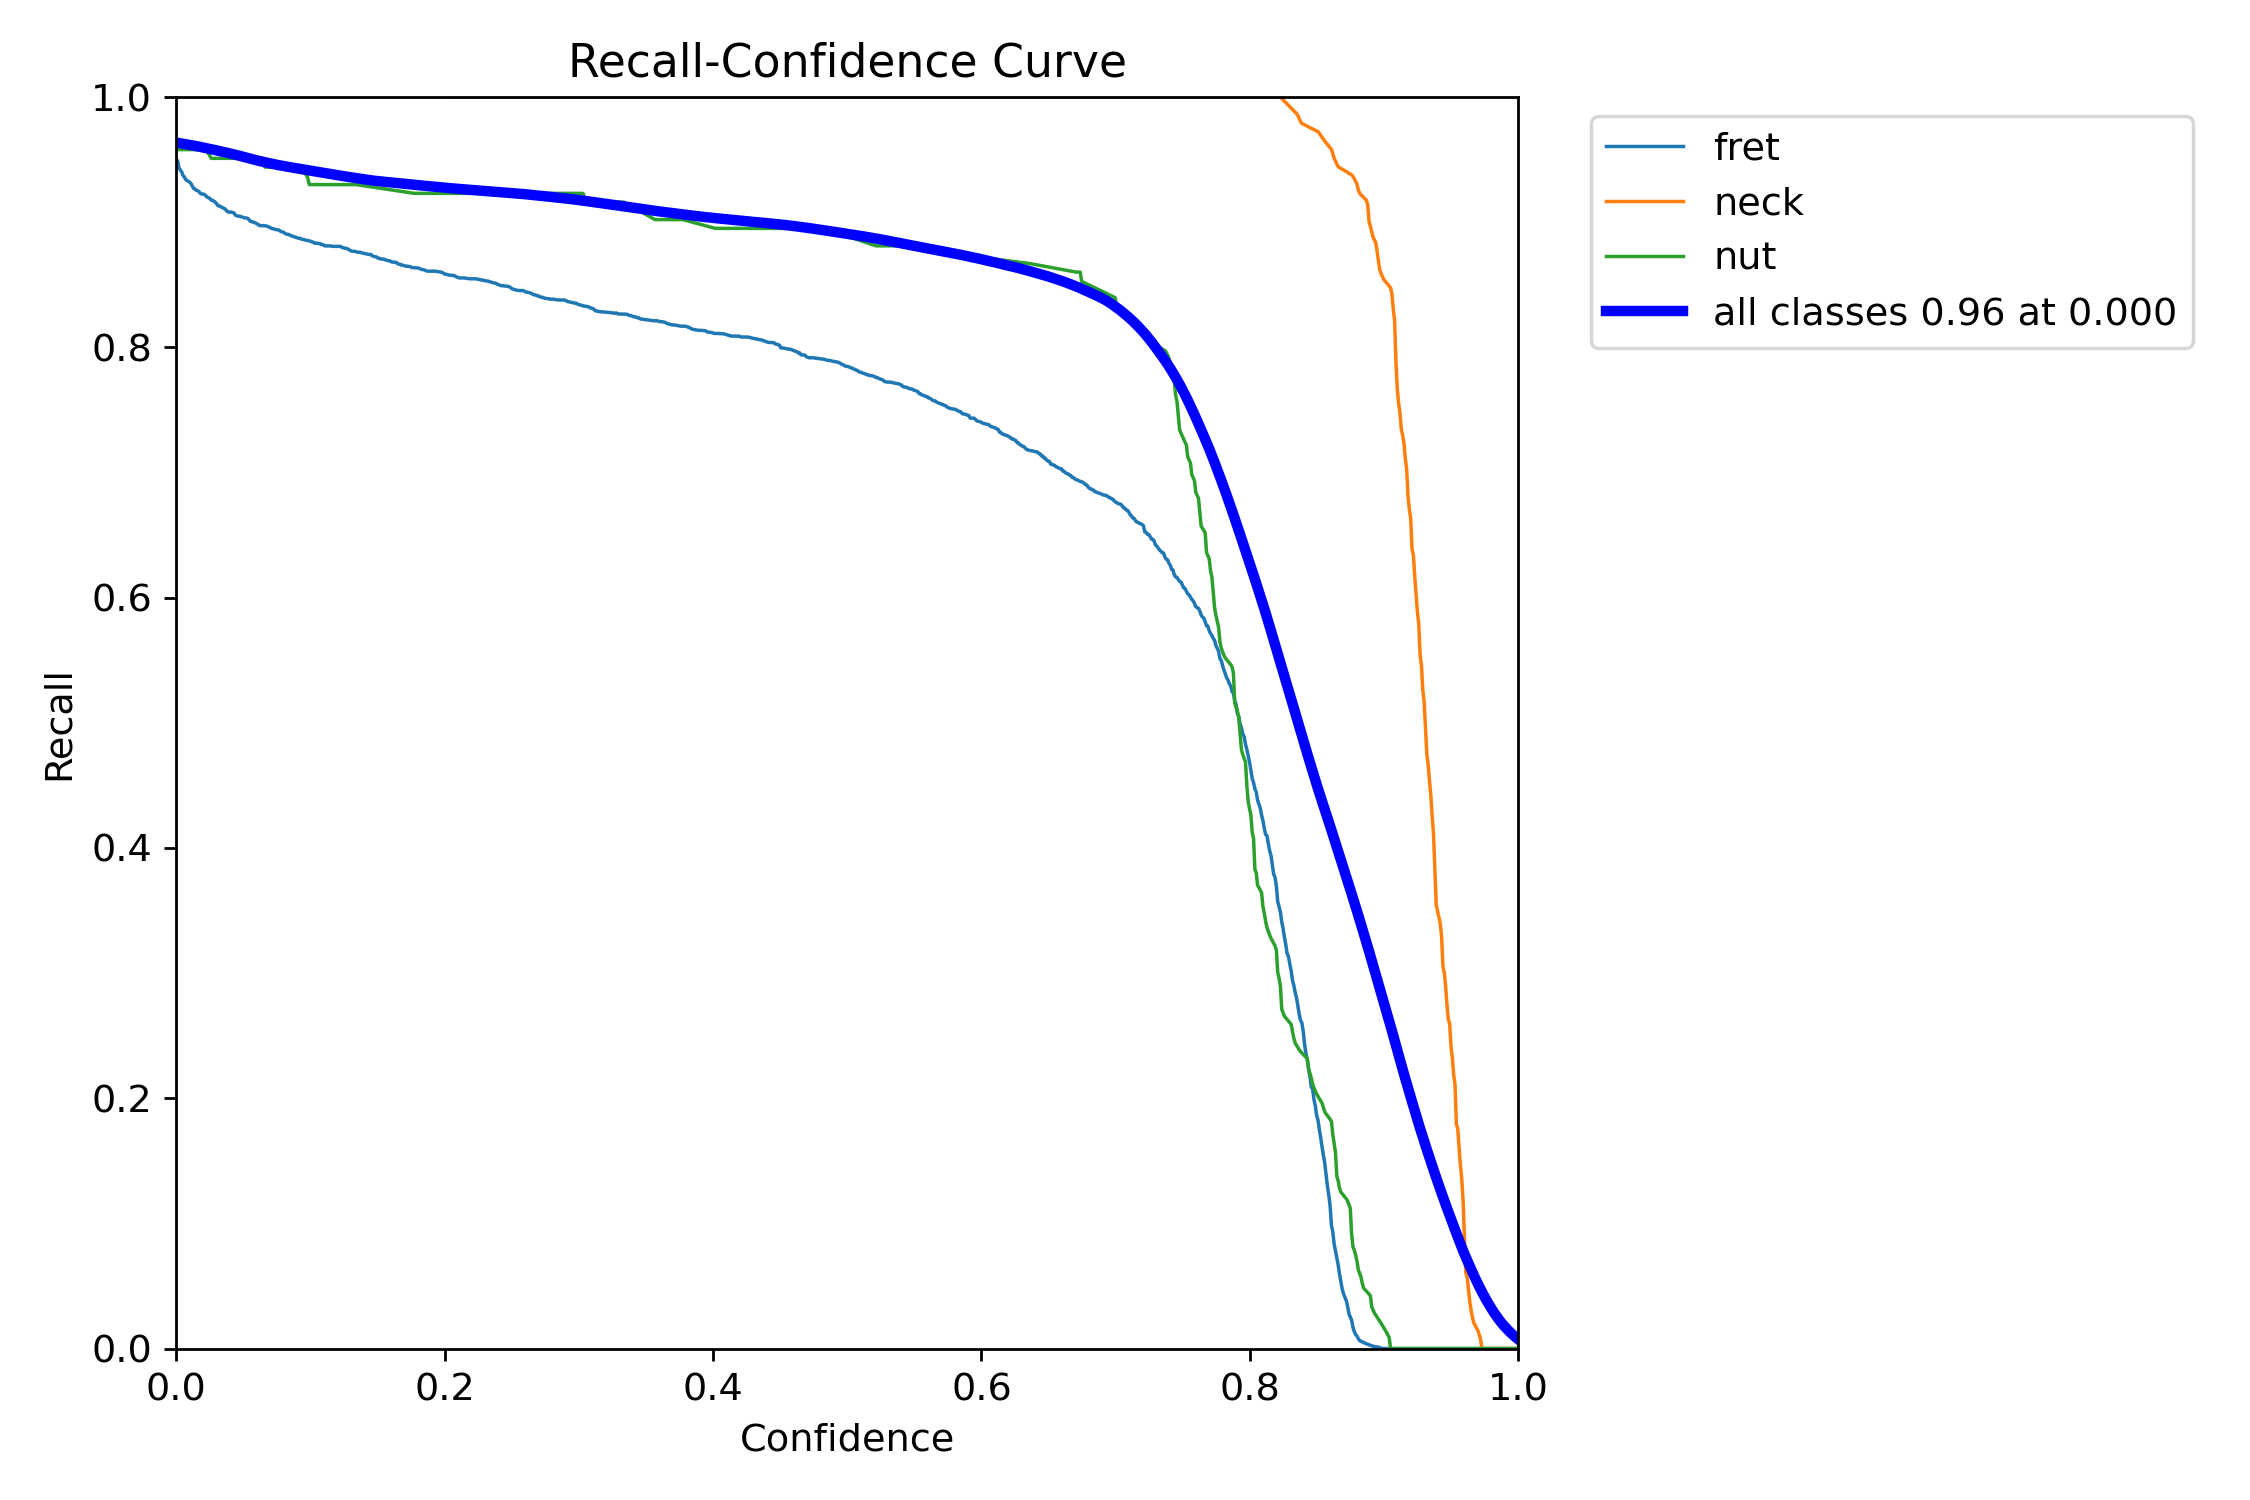 Recall-Confidence Curve
1.0
0.8
0.6
0.4
0.2
0.0
Recall
0.0 0.2 0.4 0.6 0.8 1.0
Confidence
fret
neck
nut
all classes 0.96 at 0.000